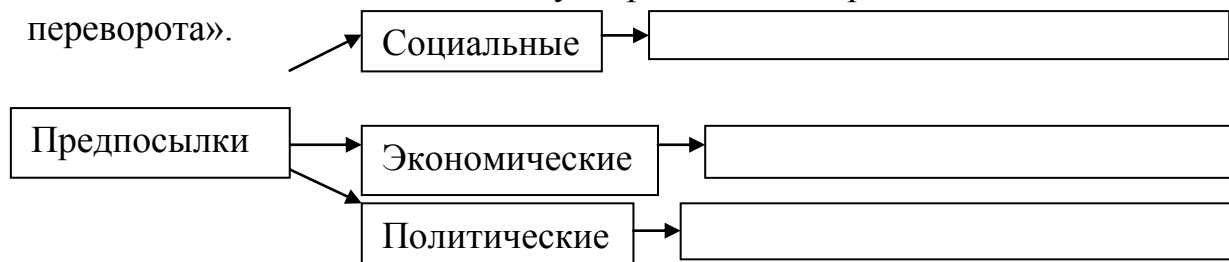 переворота».
Социальные
Предпосылки
Экономические
Политические